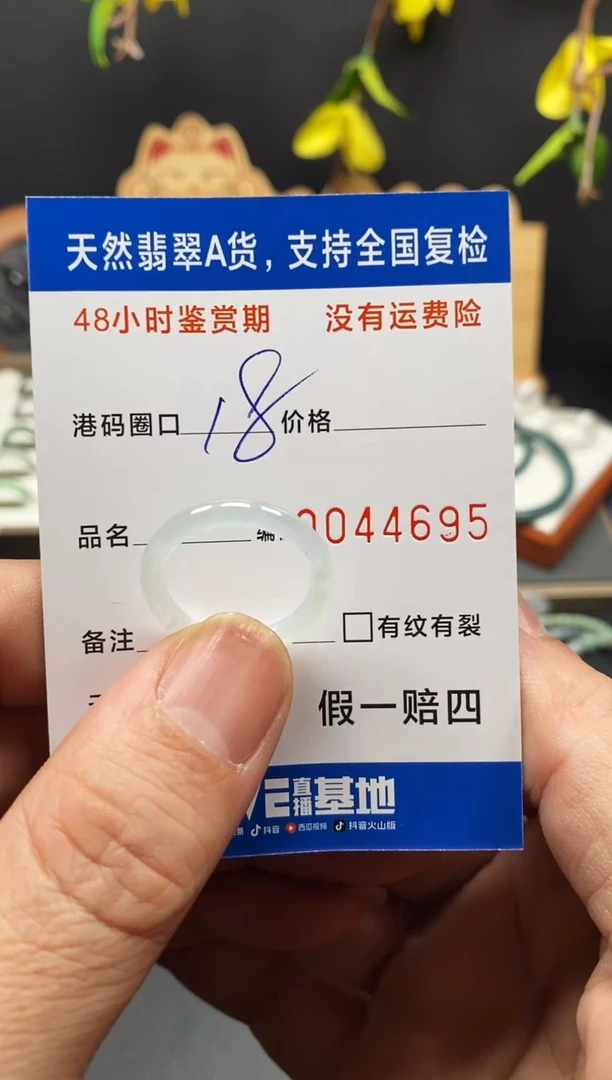 天然翡翠A货，支持全国复检
48小时鉴赏期 没有运费险
港码圈口 18 价格
品名 编 0044695
备注 □有纹有裂
假一赔四
直播基地
抖音 西瓜视频 抖音火山版